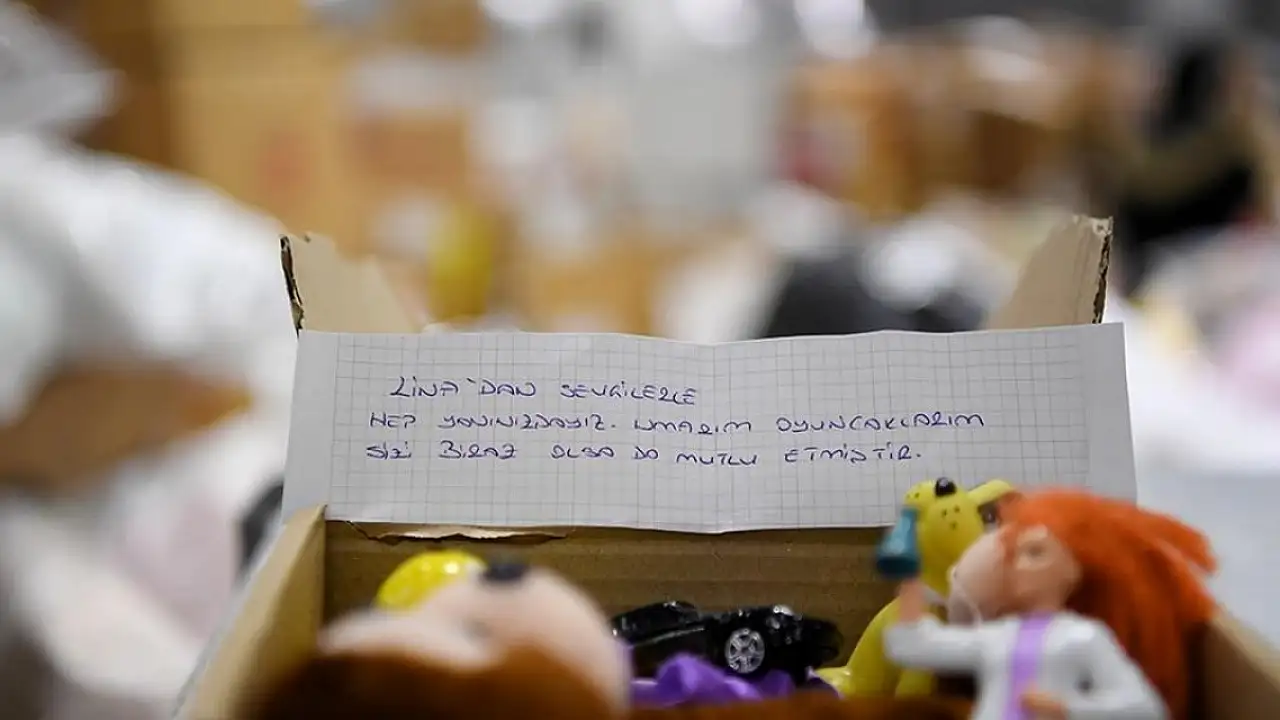 LİNA'DAN SEVGİLERLE
HEP YANINIZDAYIZ. UMARIM OYUNCAKLARIM
SİZİ BİRAZ OLSA DA MUTLU ETMİŞTİR.